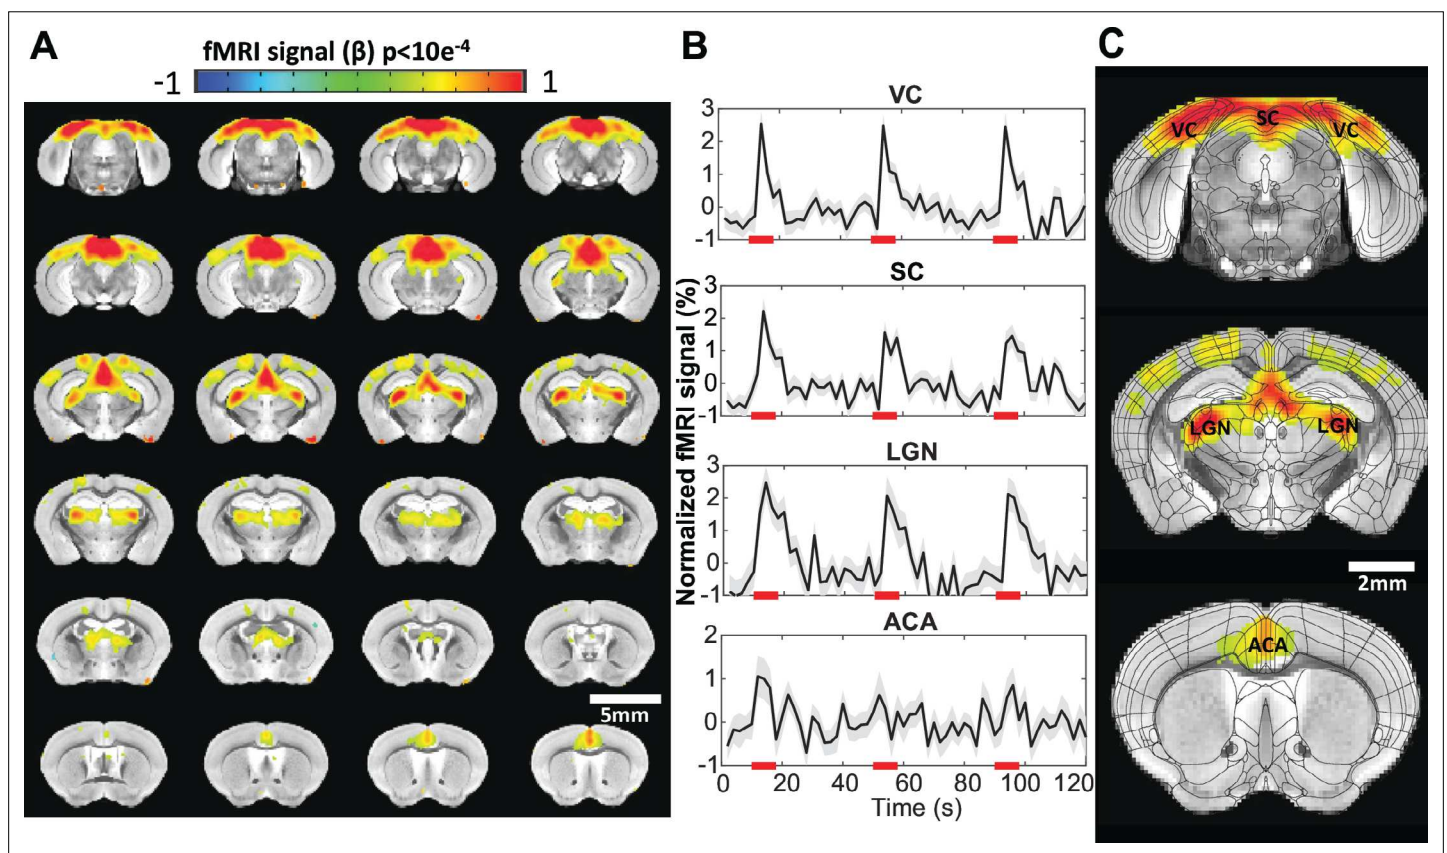 A
fMRI signal (β) p<10e-4
-1 1
5mm
B
Normalized fMRI signal (%)
VC
3
2
1
0
-1
SC
3
2
1
0
-1
LGN
3
2
1
0
-1
ACA
2
1
0
-1
0 20 40 60 80 100 120
Time (s)
C
VC SC VC
LGN LGN
2mm
ACA